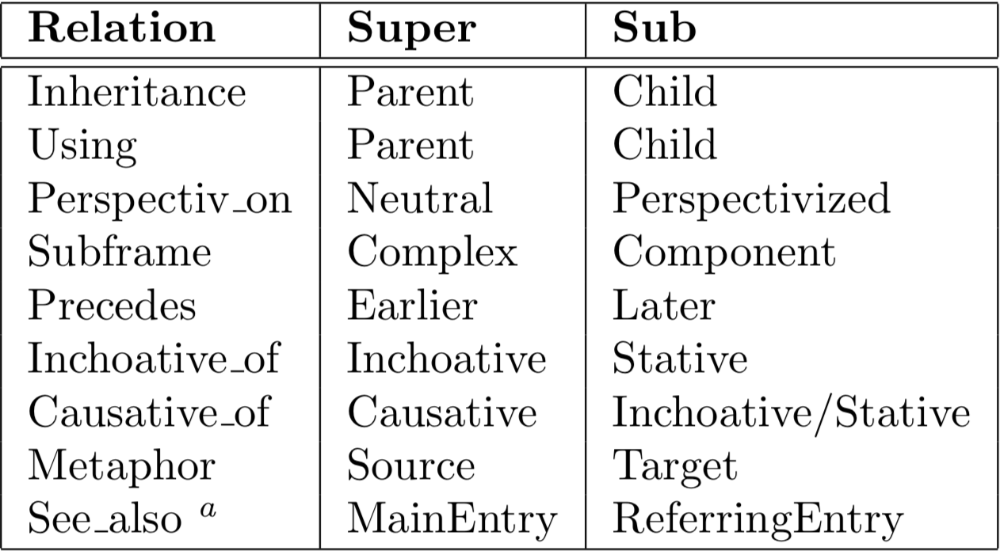 Relation Super Sub
Inheritance Parent Child
Using Parent Child
Perspectiv_on Neutral Perspectivized
Subframe Complex Component
Precedes Earlier Later
Inchoative_of Inchoative Stative
Causative_of Causative Inchoative/Stative
Metaphor Source Target
See_also a MainEntry ReferringEntry